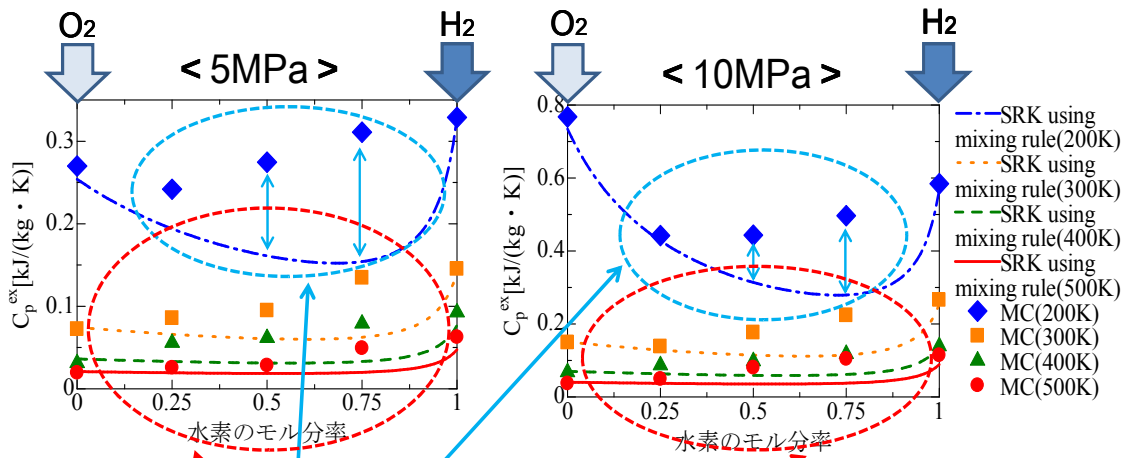 O2
H2
< 5MPa >
0.3
0.2
0.1
0
Cp^ex[kJ/(kg・K)]
0
0.25
0.5
0.75
1
水素のモル分率
O2
H2
< 10MPa >
0.8
0.6
0.4
0.2
0
Cp^ex[kJ/(kg・K)]
0
0.25
0.5
0.75
1
水素のモル分率
SRK using
mixing rule(200K)
SRK using
mixing rule(300K)
SRK using
mixing rule(400K)
SRK using
mixing rule(500K)
MC(200K)
MC(300K)
MC(400K)
MC(500K)